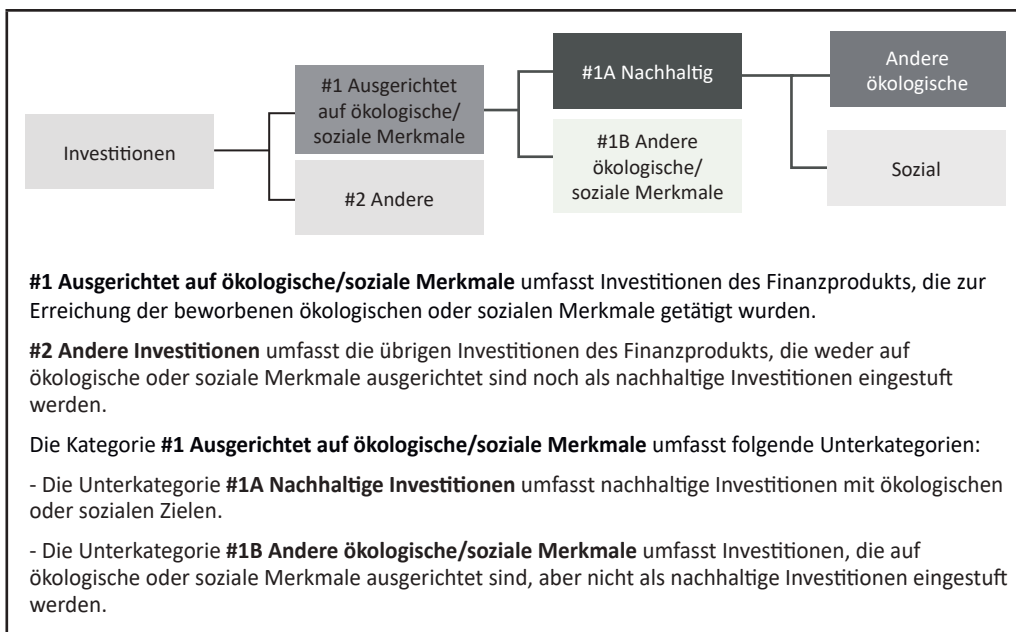 Investitionen
#1 Ausgerichtet
auf ökologische/
soziale Merkmale
#2 Andere
#1A Nachhaltig
#1B Andere
ökologische/
soziale Merkmale
Andere
ökologische
Sozial
#1 Ausgerichtet auf ökologische/soziale Merkmale umfasst Investitionen des Finanzprodukts, die zur
Erreichung der beworbenen ökologischen oder sozialen Merkmale getätigt wurden.
#2 Andere Investitionen umfasst die übrigen Investitionen des Finanzprodukts, die weder auf
ökologische oder soziale Merkmale ausgerichtet sind noch als nachhaltige Investitionen eingestuft
werden.
Die Kategorie #1 Ausgerichtet auf ökologische/soziale Merkmale umfasst folgende Unterkategorien:
- Die Unterkategorie #1A Nachhaltige Investitionen umfasst nachhaltige Investitionen mit ökologischen
oder sozialen Zielen.
- Die Unterkategorie #1B Andere ökologische/soziale Merkmale umfasst Investitionen, die auf
ökologische oder soziale Merkmale ausgerichtet sind, aber nicht als nachhaltige Investitionen eingestuft
werden.